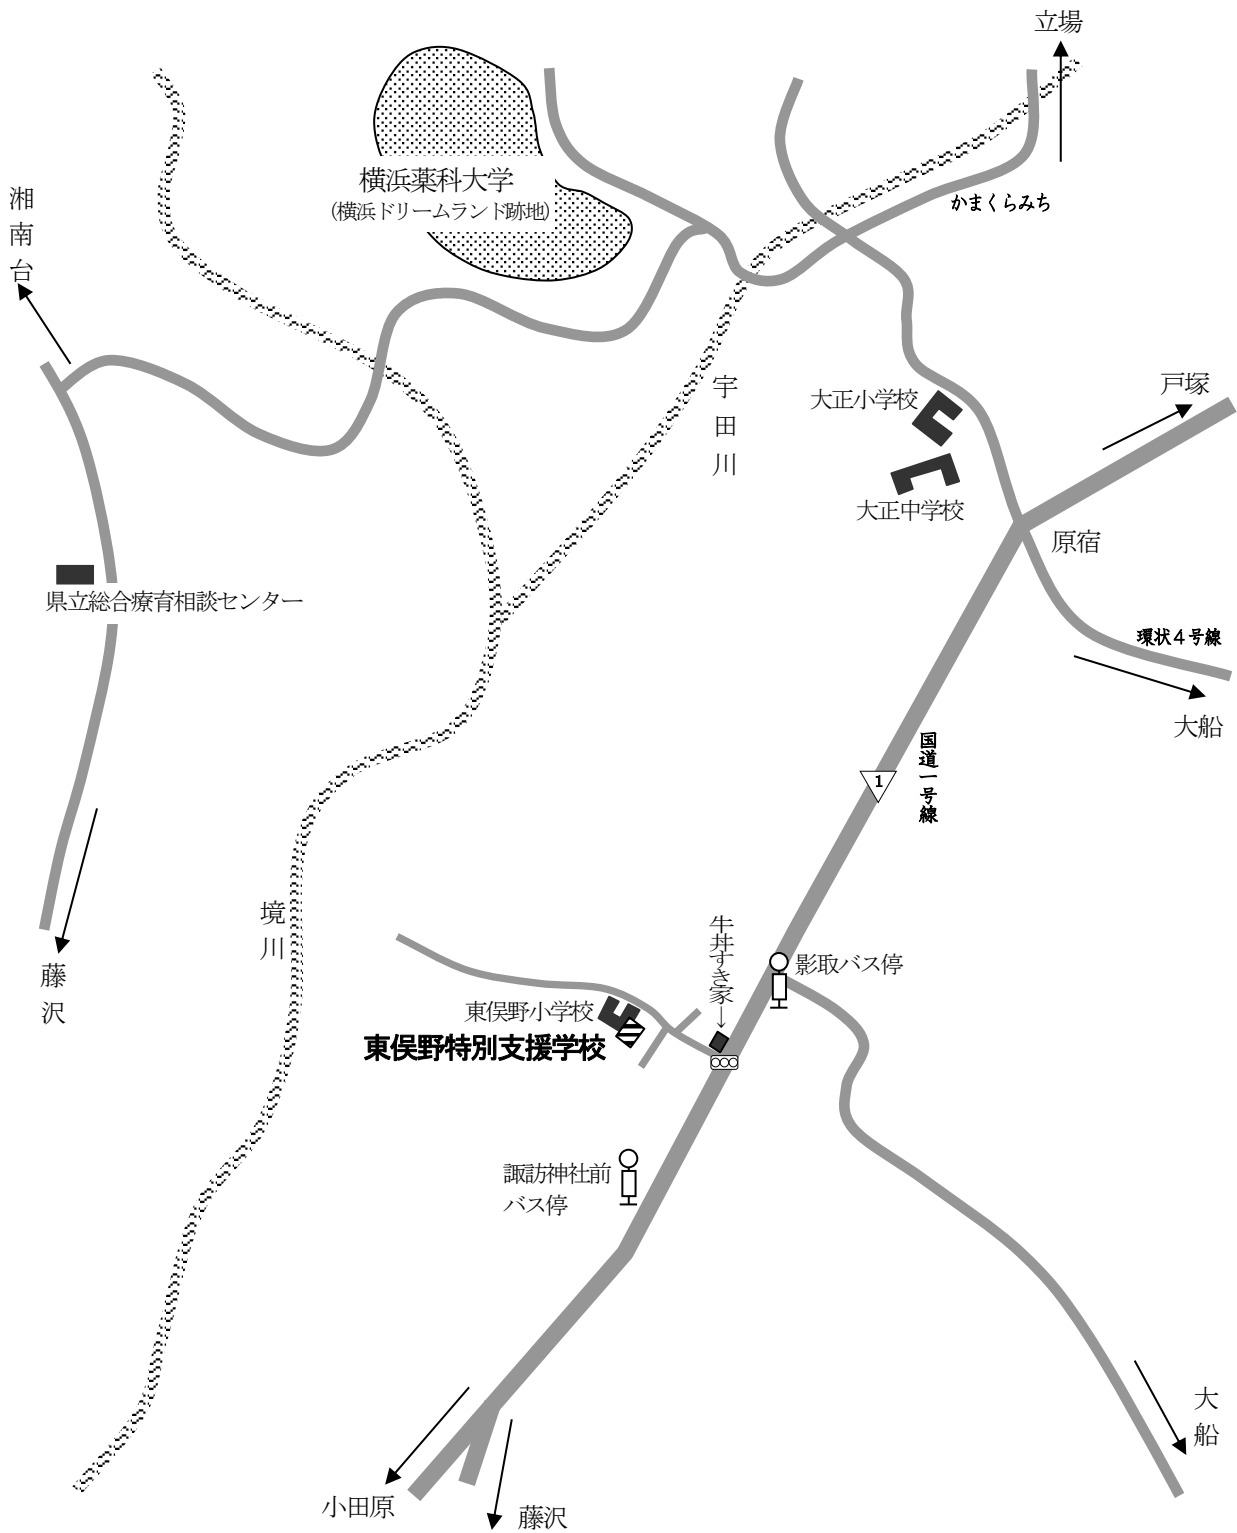 立場
横浜薬科大学
(横浜ドリームランド跡地)
かまくらみち
湘南台
宇田川
大正小学校
戸塚
大正中学校
原宿
県立総合療育相談センター
環状4号線
大船
国道一号線
1
境川
牛丼すき家→
影取バス停
藤沢
東俣野小学校
東俣野特別支援学校
諏訪神社前
バス停
大船
小田原
藤沢